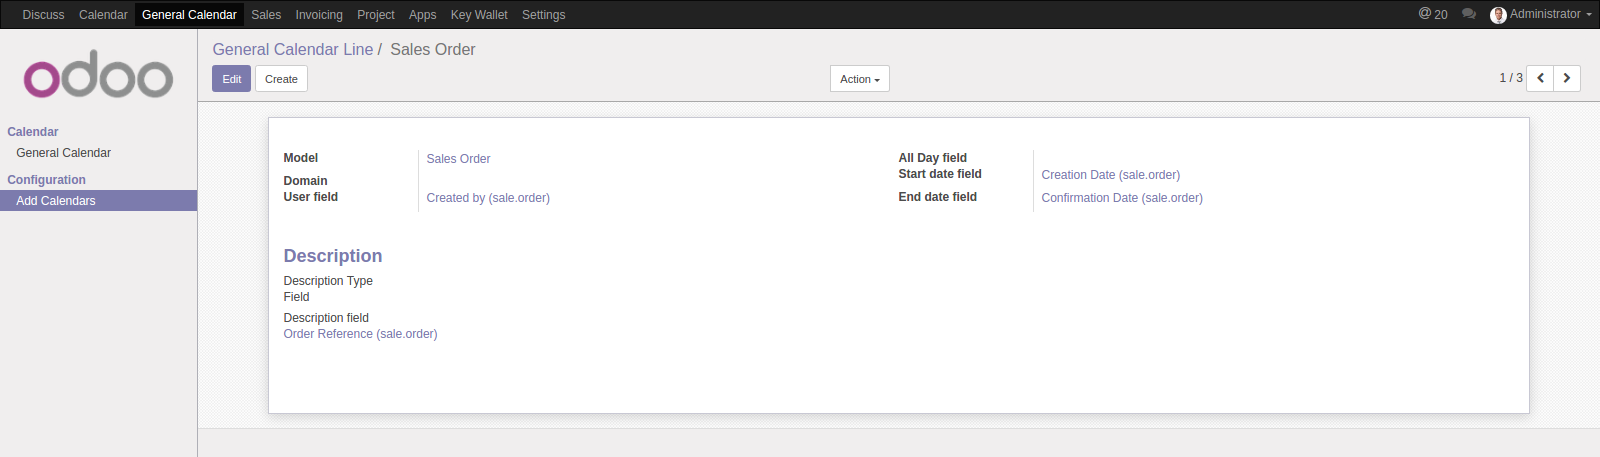 Discuss Calendar General Calendar Sales Invoicing Project Apps Key Wallet Settings @ 20 Administrator
odoo
General Calendar Line / Sales Order
Edit Create Action 1 / 3
Calendar
General Calendar
Configuration
Add Calendars
Model Sales Order
Domain
User field Created by (sale.order)
All Day field
Start date field Creation Date (sale.order)
End date field Confirmation Date (sale.order)
Description
Description Type
Field
Description field
Order Reference (sale.order)